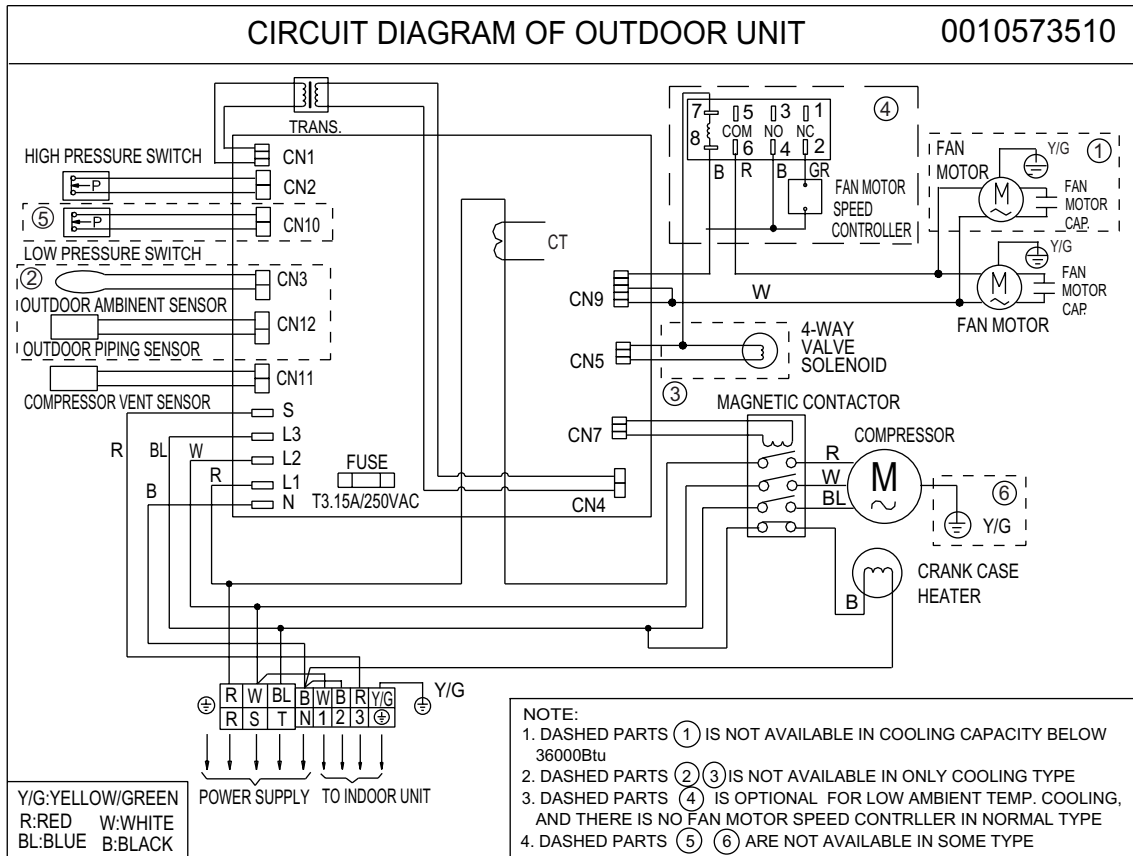 CIRCUIT DIAGRAM OF OUTDOOR UNIT 0010573510
TRANS.
HIGH PRESSURE SWITCH
CN1
CN2
P
5
P
CN10
LOW PRESSURE SWITCH
2
CN3
OUTDOOR AMBINENT SENSOR
CN12
OUTDOOR PIPING SENSOR
CN11
COMPRESSOR VENT SENSOR
S
L3
L2
L1
N
R
BL
W
R
B
FUSE
T3.15A/250VAC
CT
CN9
CN5
CN7
CN4
7 5 3 1
COM NO NC
8 6 4 2
B R B GR
4
FAN MOTOR
SPEED
CONTROLLER
FAN
MOTOR
Y/G
1
M
FAN
MOTOR
CAP.
Y/G
M
FAN
MOTOR
CAP.
FAN MOTOR
W
4-WAY
VALVE
SOLENOID
3
MAGNETIC CONTACTOR
COMPRESSOR
R
W
BL
M
6
Y/G
CRANK CASE
HEATER
B
R W BL B W B R Y/G
R S T N 1 2 3
Y/G
POWER SUPPLY TO INDOOR UNIT
Y/G:YELLOW/GREEN
R:RED W:WHITE
BL:BLUE B:BLACK
NOTE:
1. DASHED PARTS 1 IS NOT AVAILABLE IN COOLING CAPACITY BELOW
36000Btu
2. DASHED PARTS 2 3 IS NOT AVAILABLE IN ONLY COOLING TYPE
3. DASHED PARTS 4 IS OPTIONAL FOR LOW AMBIENT TEMP. COOLING,
AND THERE IS NO FAN MOTOR SPEED CONTRLLER IN NORMAL TYPE
4. DASHED PARTS 5 6 ARE NOT AVAILABLE IN SOME TYPE